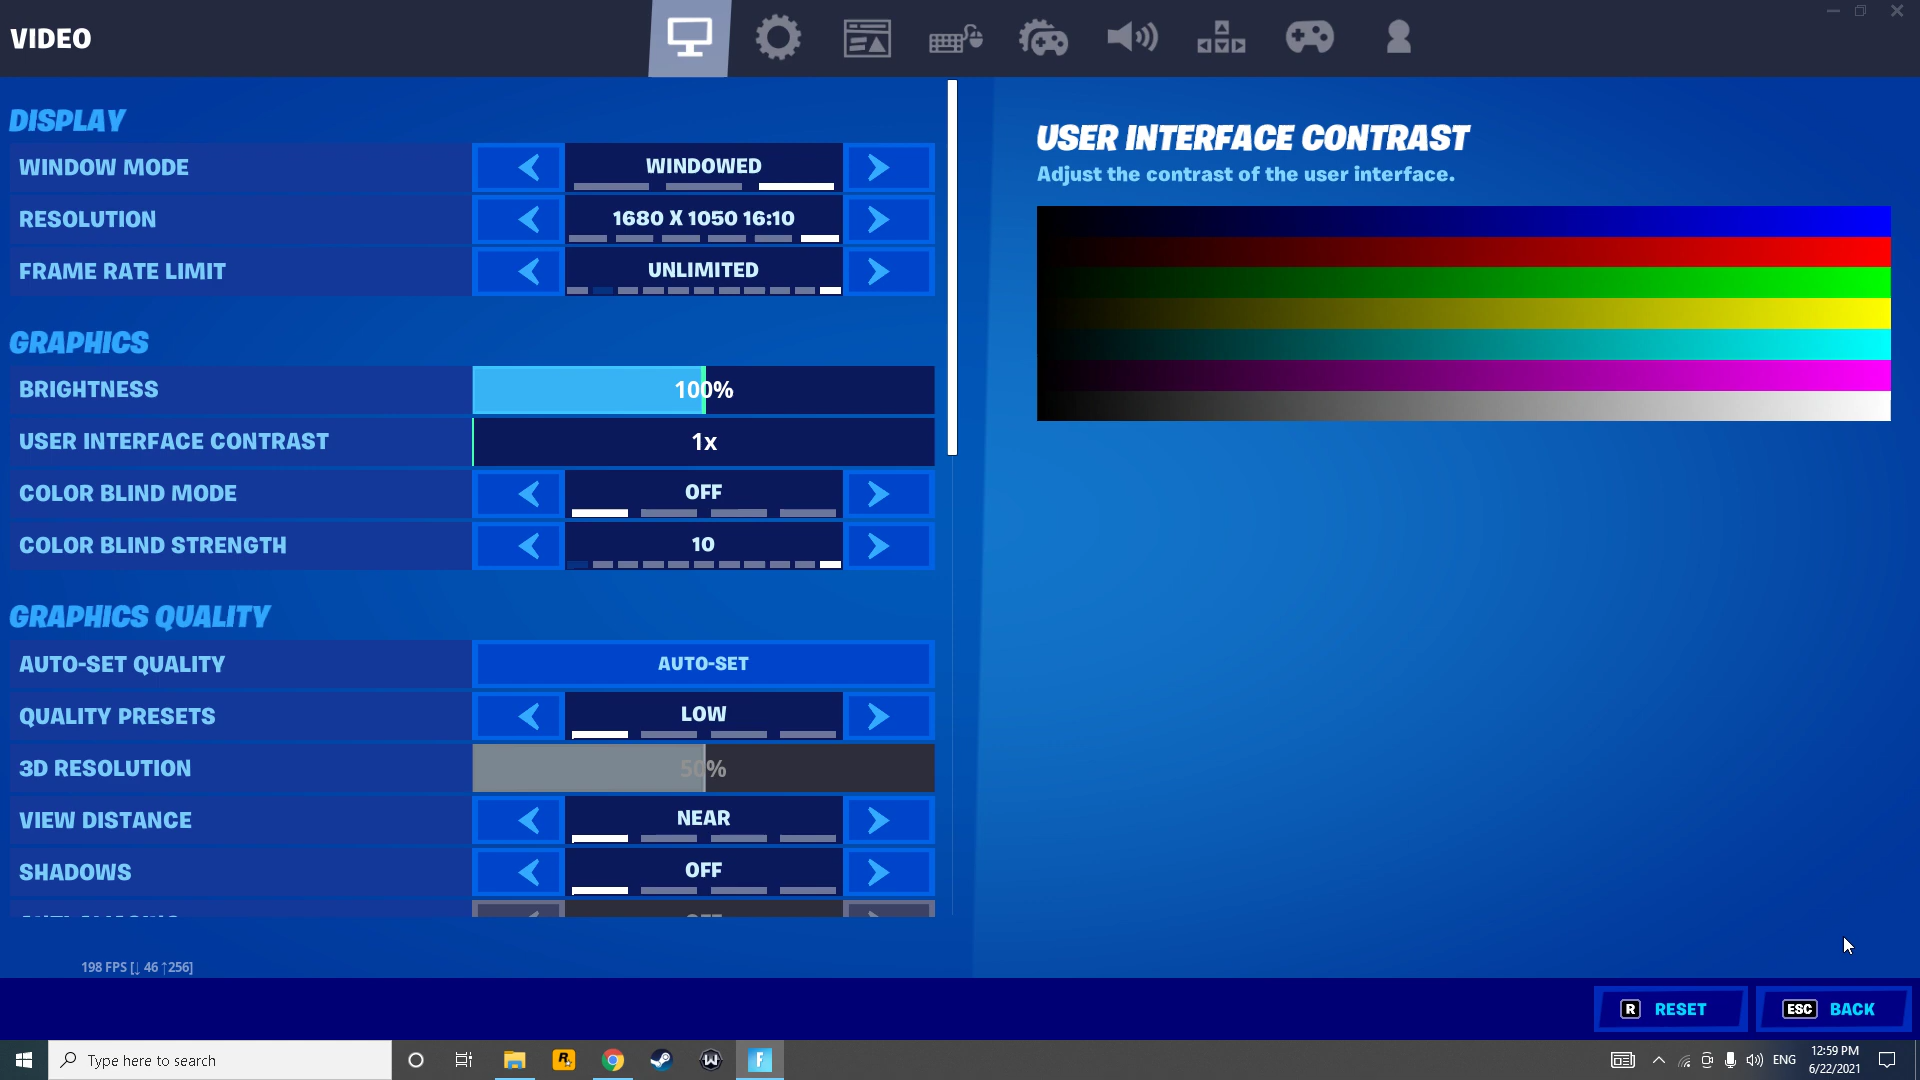 VIDEO
DISPLAY
WINDOW MODE
WINDOWED
RESOLUTION
1680 X 1050 16:10
FRAME RATE LIMIT
UNLIMITED
GRAPHICS
BRIGHTNESS
100%
USER INTERFACE CONTRAST
1x
COLOR BLIND MODE
OFF
COLOR BLIND STRENGTH
10
GRAPHICS QUALITY
AUTO-SET QUALITY
AUTO-SET
QUALITY PRESETS
LOW
3D RESOLUTION
50%
VIEW DISTANCE
NEAR
SHADOWS
OFF
198 FPS [↓ 46 ↑256]
USER INTERFACE CONTRAST
Adjust the contrast of the user interface.
R RESET
ESC BACK
Type here to search
ENG
12:59 PM
6/22/2021